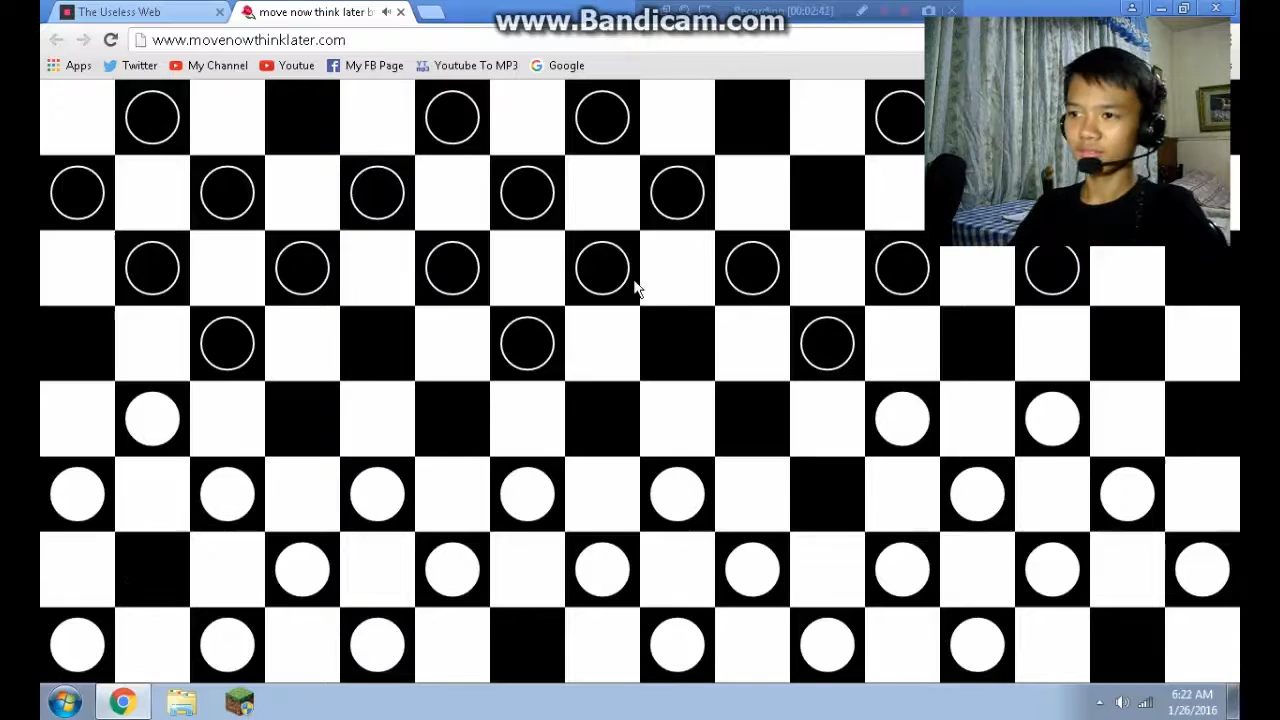 The Useless Web
move now think later b
www.Bandicam.com
www.movenowthinklater.com
Apps Twitter My Channel Youtue My FB Page Youtube To MP3 Google
6:22 AM
1/26/2016